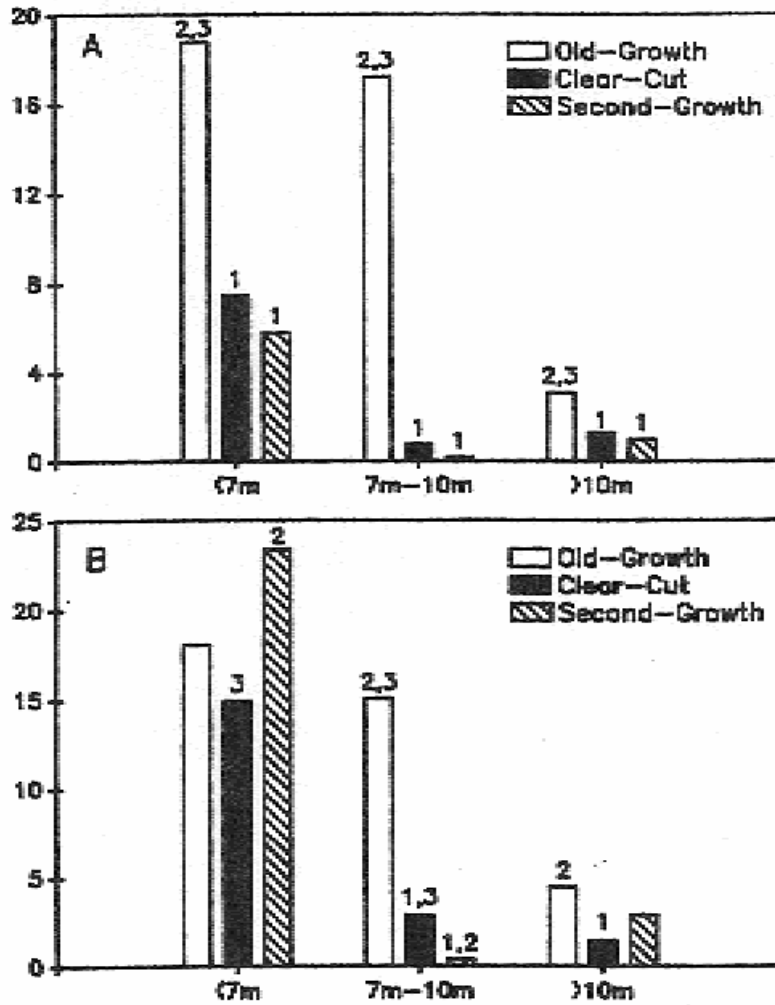 20
A
2,3
2,3
Old-Growth
Clear-Cut
Second-Growth
16
12
8
1
1
4
2,3
1
1
1
1
0
<7m
7m-10m
>10m
25
B
2
Old-Growth
Clear-Cut
Second-Growth
20
3
2,3
15
10
5
1,3
1,2
2
1
0
<7m
7m-10m
>10m